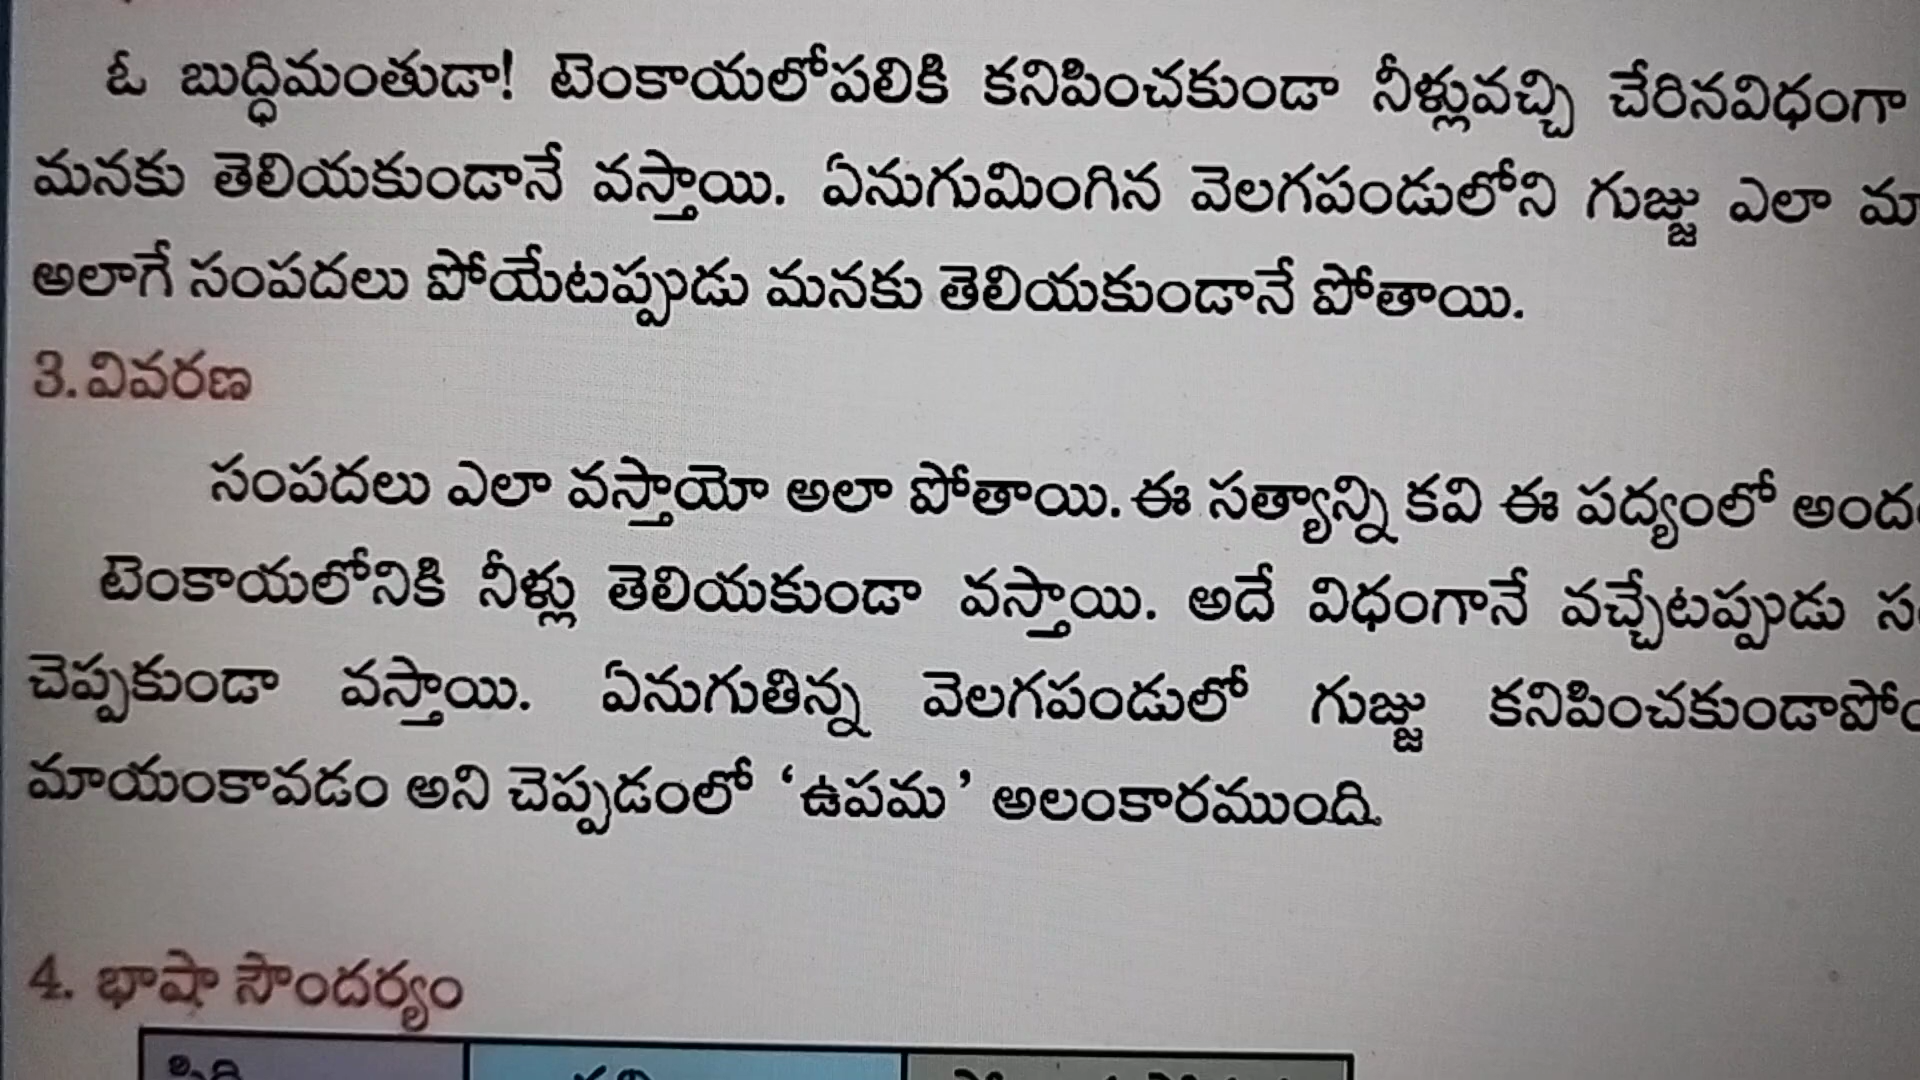 ఓ బుద్ధిమంతుడా! టెంకాయలోపలికి కనిపించకుండా నీళ్లువచ్చి చేరినవిధంగా
మనకు తెలియకుండానే వస్తాయి. ఏనుగుమింగిన వెలగపండులోని గుజ్జు ఎలా
అలాగే సంపదలు పోయేటప్పుడు మనకు తెలియకుండానే పోతాయి.
3. వివరణ
సంపదలు ఎలా వస్తాయో అలా పోతాయి. ఈ సత్యాన్ని కవి ఈ పద్యంలో
టెంకాయలోనికి నీళ్లు తెలియకుండా వస్తాయి. అదే విధంగానే వచ్చేటప్పుడు
చెప్పకుండా వస్తాయి. ఏనుగుతిన్న వెలగపండులో గుజ్జు
మాయంకావడం అని చెప్పడంలో ‘ఉపమ’ అలంకారముంది.
4. భాషా సౌందర్యం